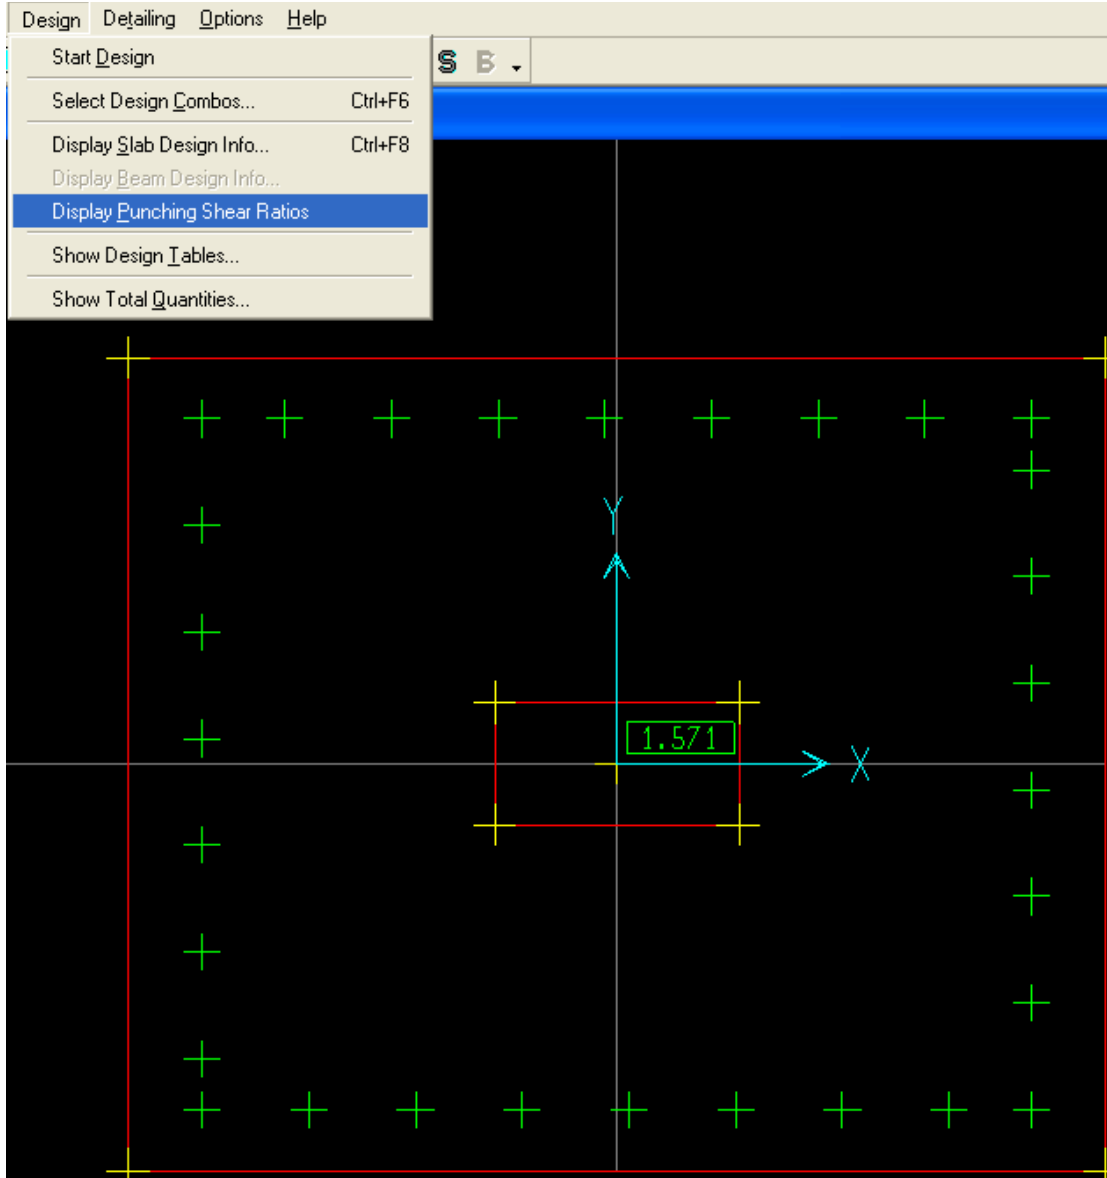 Design Detailing Options Help
Start Design
S B
Select Design Combos... Ctrl+F6
Display Slab Design Info... Ctrl+F8
Display Beam Design Info...
Display Punching Shear Ratios
Show Design Tables...
Show Total Quantities...
Y
1.571
X